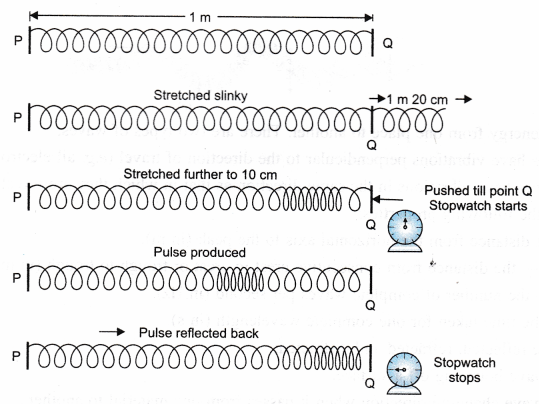 1 m
P
Q
Stretched slinky
1 m 20 cm
P
Q
Stretched further to 10 cm
P
Q
Pushed till point Q
Stopwatch starts
Pulse produced
P
Q
Pulse reflected back
P
Q
Stopwatch
stops